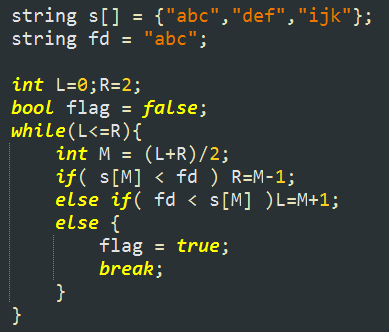 string s[] = {"abc","def","ijk"};
string fd = "abc";
int L=0;R=2;
bool flag = false;
while(L<=R){
int M = (L+R)/2;
if( s[M] < fd ) R=M-1;
else if( fd < s[M] )L=M+1;
else {
flag = true;
break;
}
}